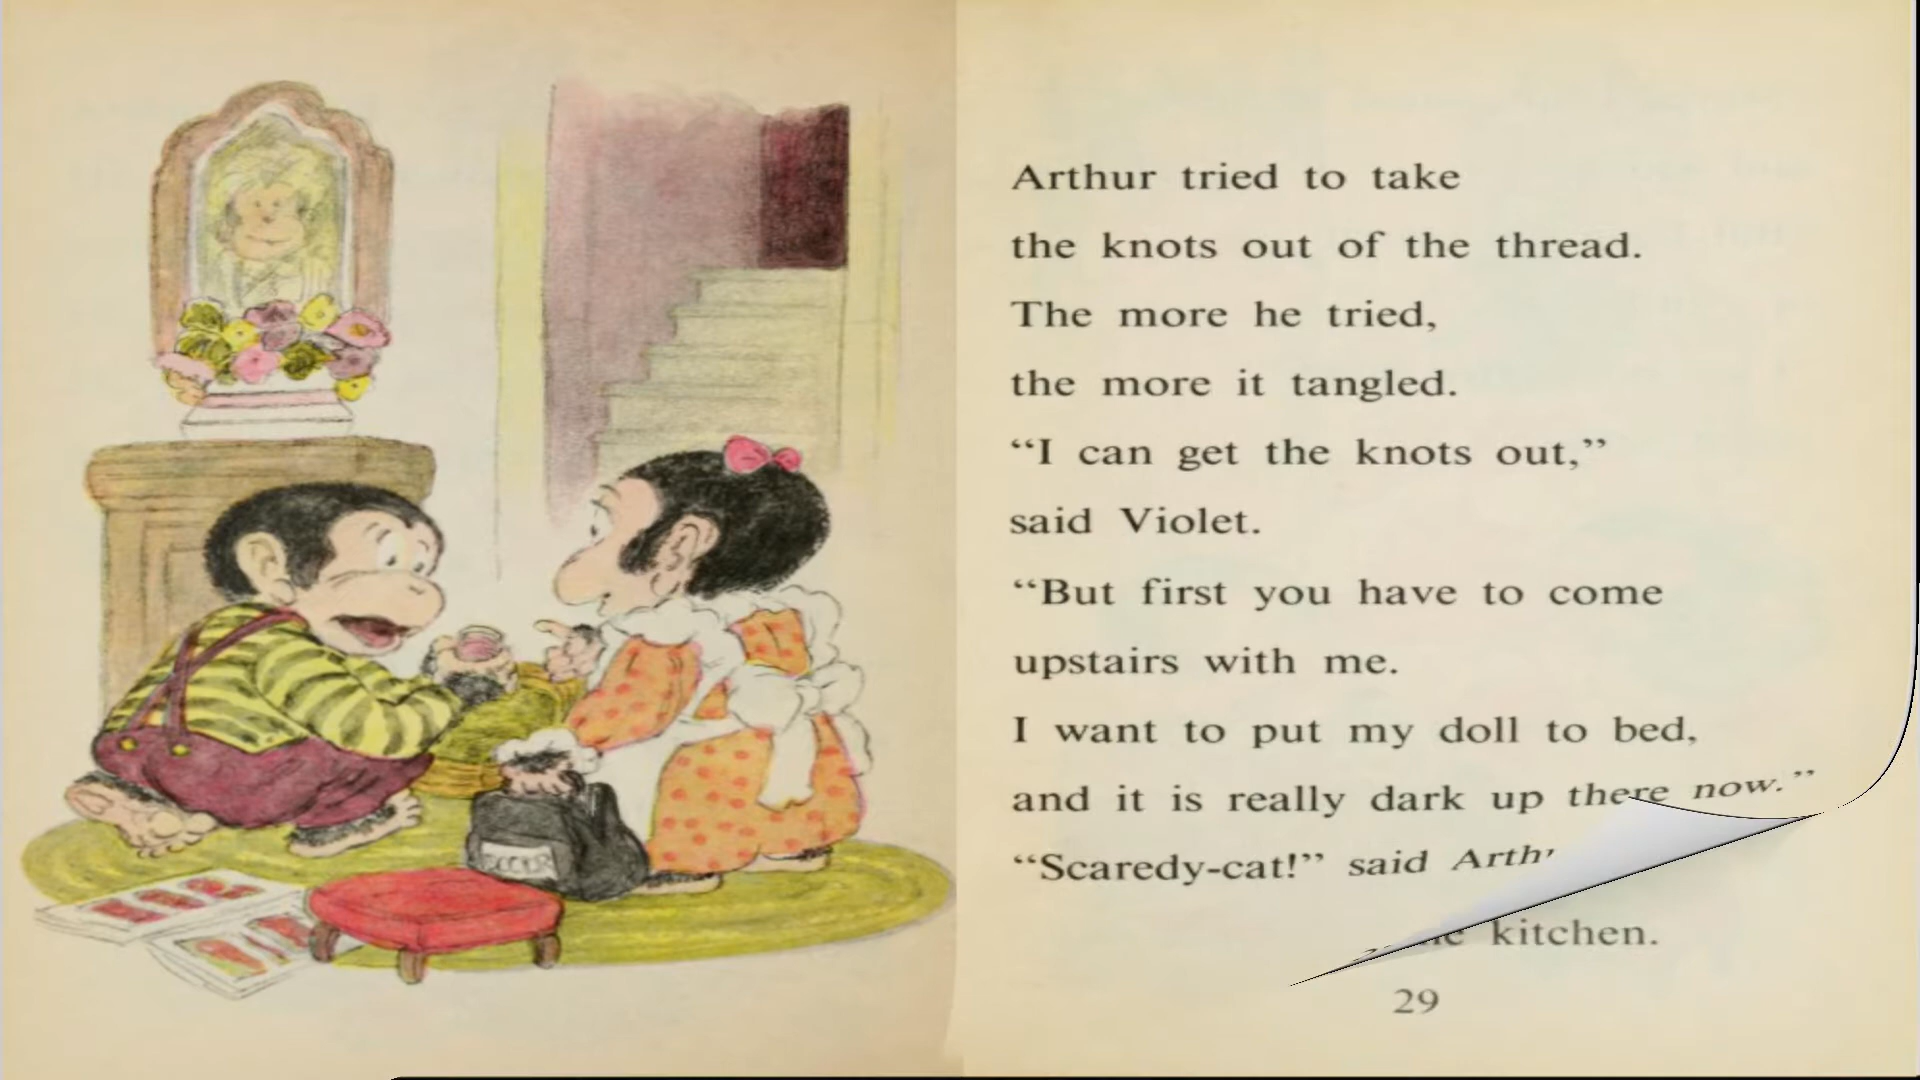 Arthur tried to take
the knots out of the thread.
The more he tried,
the more it tangled.
“I can get the knots out,”
said Violet.
“But first you have to come
upstairs with me.
I want to put my doll to bed,
and it is really dark up there now.”
“Scaredy-cat!” said
kitchen.
29